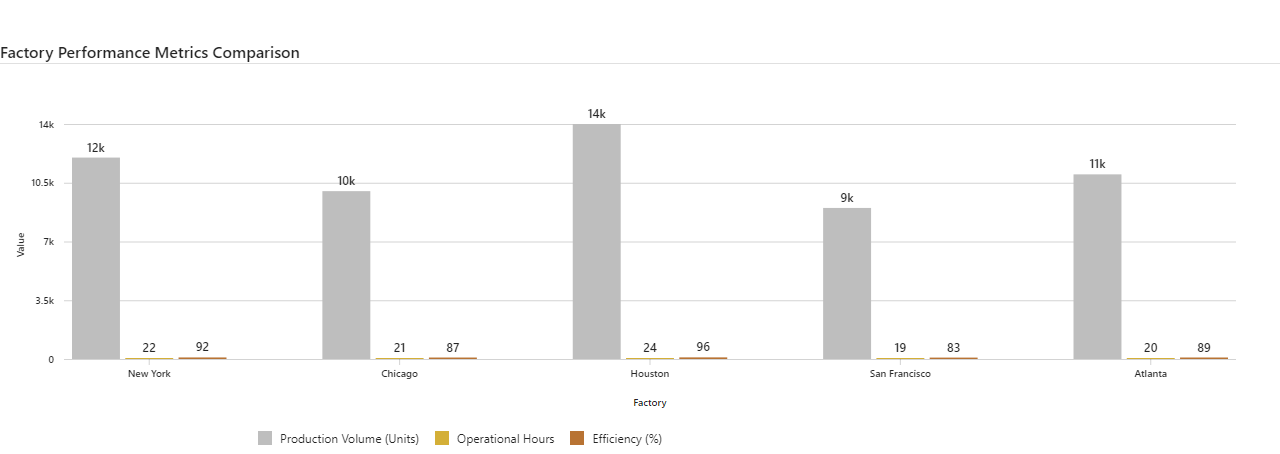 Factory Performance Metrics Comparison
14k
10.5k
7k
3.5k
0
Value
12k
22
92
10k
21
87
14k
24
96
9k
19
83
11k
20
89
New York
Chicago
Houston
San Francisco
Atlanta
Factory
Production Volume (Units)
Operational Hours
Efficiency (%)